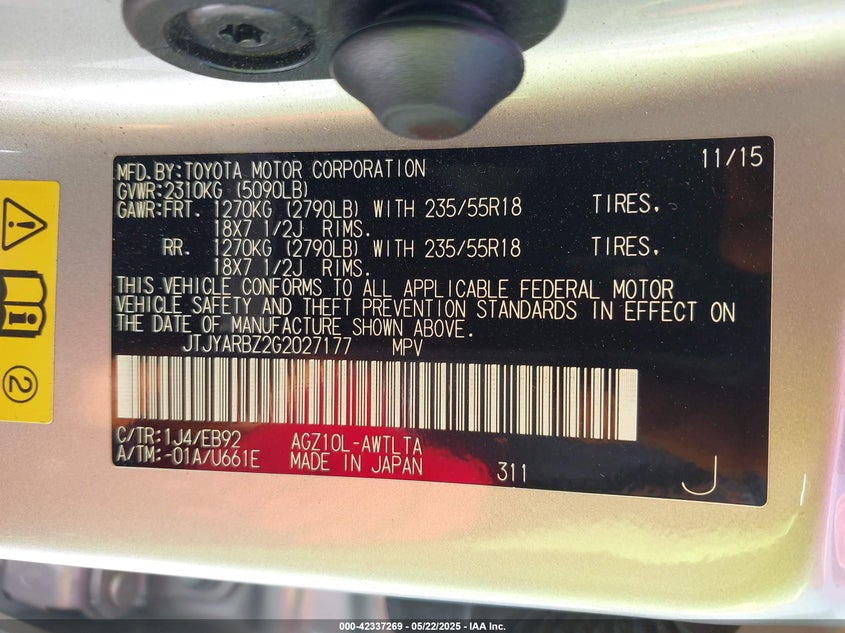 MFD.BY:TOYOTA MOTOR CORPORATION 11/15
GVWR:2310KG (5090LB)
GAWR:FRT. 1270KG (2790LB) WITH 235/55R18 TIRES.
18X7 1/2J RIMS.
RR. 1270KG (2790LB) WITH 235/55R18 TIRES.
18X7 1/2J RIMS.
THIS VEHICLE CONFORMS TO ALL APPLICABLE FEDERAL MOTOR
VEHICLE SAFETY AND THEFT PREVENTION STANDARDS IN EFFECT ON
THE DATE OF MANUFACTURE SHOWN ABOVE.
JTJYARBZ2G2027177 MPV
C/TR:1J4/EB92 AGZ10L-AWTLTA
A/TM:-01A/U661E MADE IN JAPAN 311 J
2
000-42337269 - 05/22/2025 - IAA Inc.